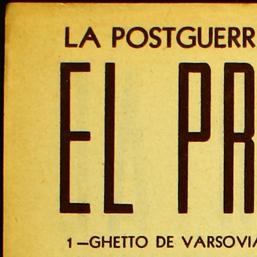 LA POSTGUERR
EL PR
1—GHETTO DE VARSOVIA